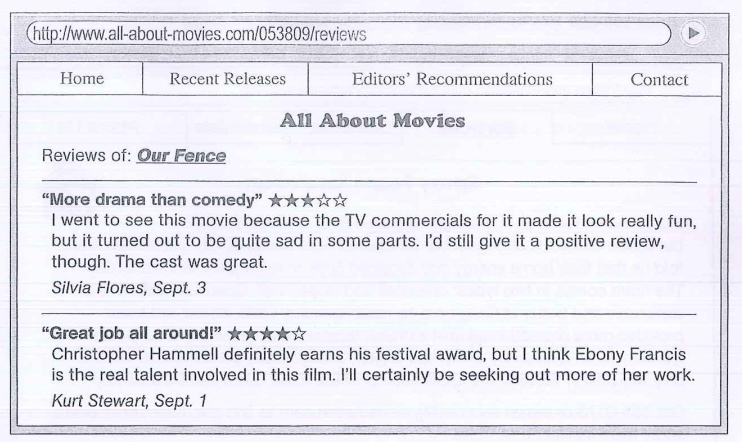 http://www.all-about-movies.com/053809/reviews
Home Recent Releases Editors' Recommendations Contact
All About Movies
Reviews of: Our Fence
"More drama than comedy" ★★★☆☆
I went to see this movie because the TV commercials for it made it look really fun,
but it turned out to be quite sad in some parts. I'd still give it a positive review,
though. The cast was great.
Silvia Flores, Sept. 3
"Great job all around!" ★★★★☆
Christopher Hammell definitely earns his festival award, but I think Ebony Francis
is the real talent involved in this film. I'll certainly be seeking out more of her work.
Kurt Stewart, Sept. 1